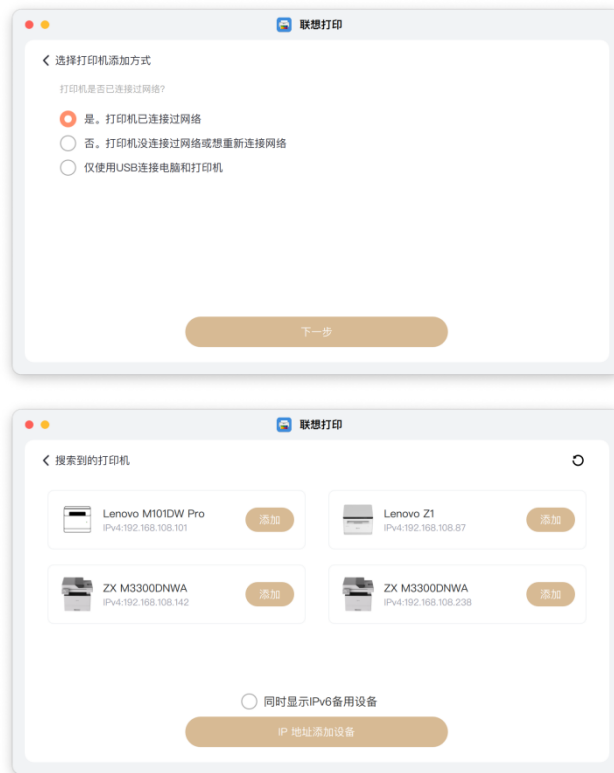 联想打印
选择打印机添加方式
打印机是否已连接过网络?
是。打印机已连接过网络
否。打印机没连接过网络或想重新连接网络
仅使用USB连接电脑和打印机
下一步
联想打印
搜索到的打印机
Lenovo M101DW Pro
IPv4:192.168.108.101
添加
Lenovo Z1
IPv4:192.168.108.87
添加
ZX M3300DNWA
IPv4:192.168.108.142
添加
ZX M3300DNWA
IPv4:192.168.108.238
添加
同时显示IPv6备用设备
IP 地址添加设备